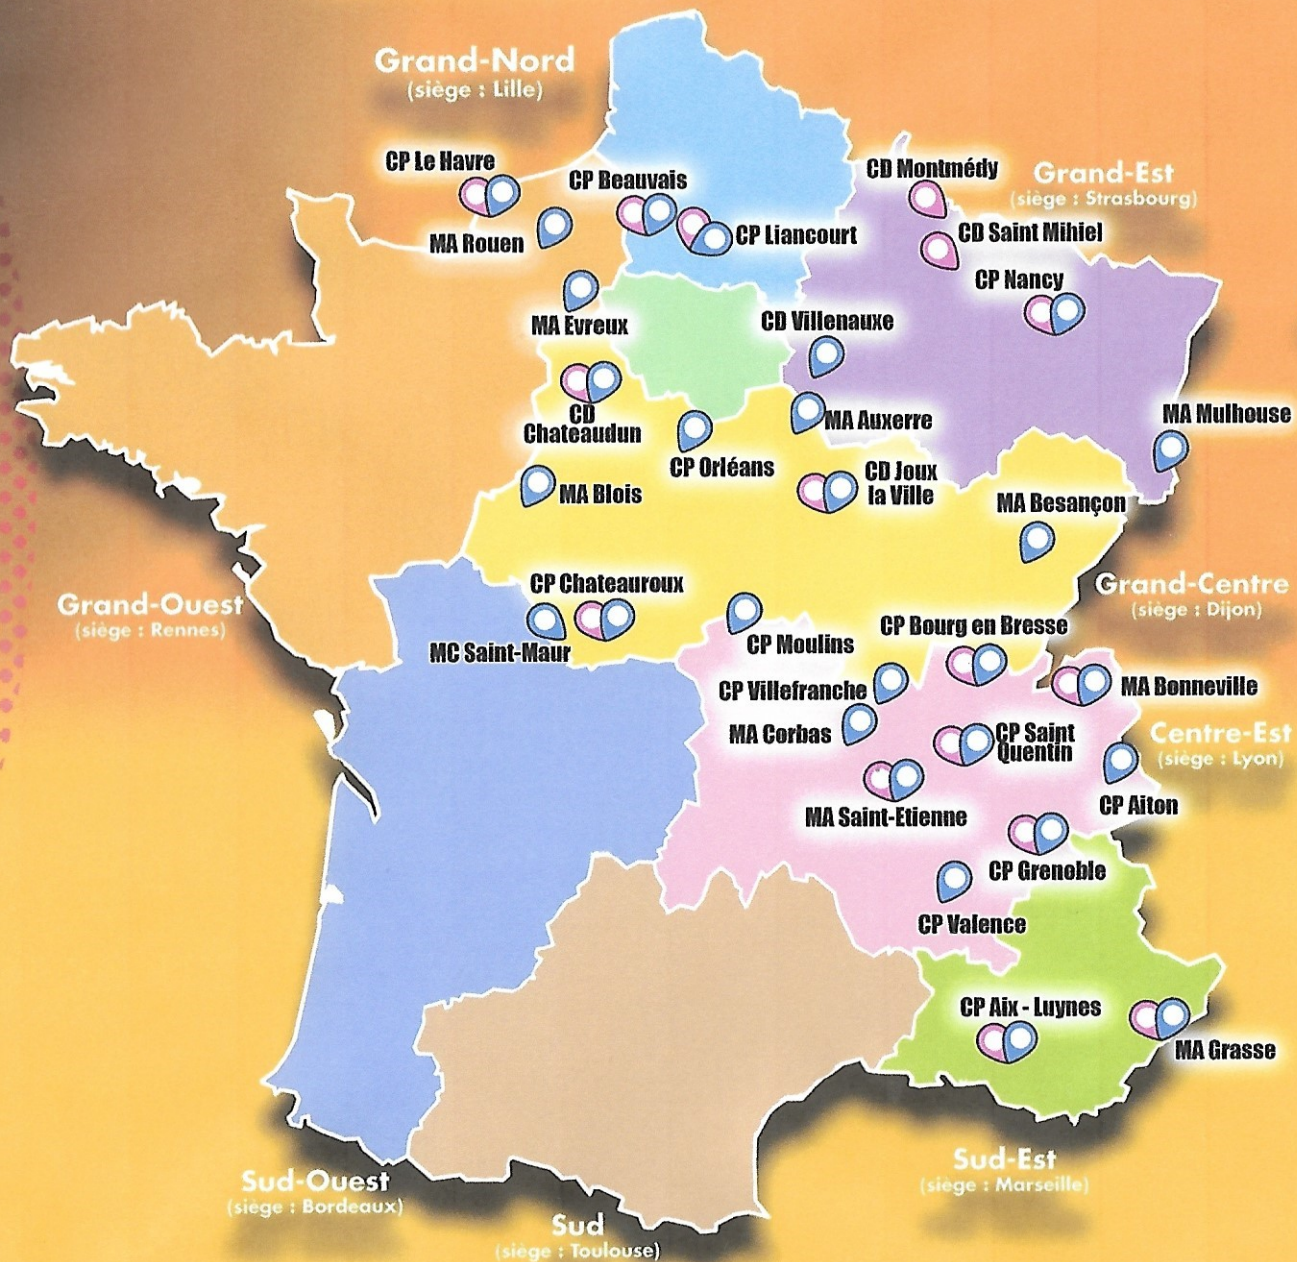 Grand-Nord
(siège : Lille)
CP Le Havre
CP Beauvais
CD Montmédy
Grand-Est
(siège : Strasbourg)
MA Rouen
CP Liancourt
CD Saint Mihiel
CP Nancy
MA Evreux
CD Villenauxe
CD
Chateaudun
MA Auxerre
MA Mulhouse
CP Orléans
CD Joux
la Ville
MA Blois
MA Besançon
Grand-Ouest
(siège : Rennes)
CP Chateauroux
Grand-Centre
(siège : Dijon)
MC Saint-Maur
CP Moulins
CP Bourg en Bresse
CP Villefranche
MA Bonneville
MA Corbas
CP Saint
Quentin
Centre-Est
(siège : Lyon)
MA Saint-Etienne
CP Aiton
CP Grenoble
CP Valence
CP Aix - Luynes
MA Grasse
Sud-Ouest
(siège : Bordeaux)
Sud-Est
(siège : Marseille)
Sud
(siège : Toulouse)